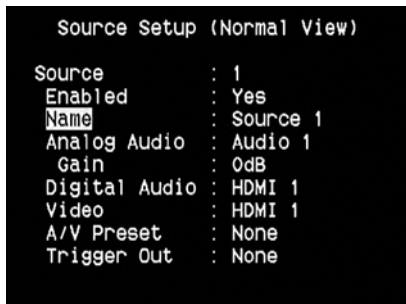 Source Setup (Normal View)
Source : 1
Enabled : Yes
Name : Source 1
Analog Audio : Audio 1
Gain : 0dB
Digital Audio : HDMI 1
Video : HDMI 1
A/V Preset : None
Trigger Out : None